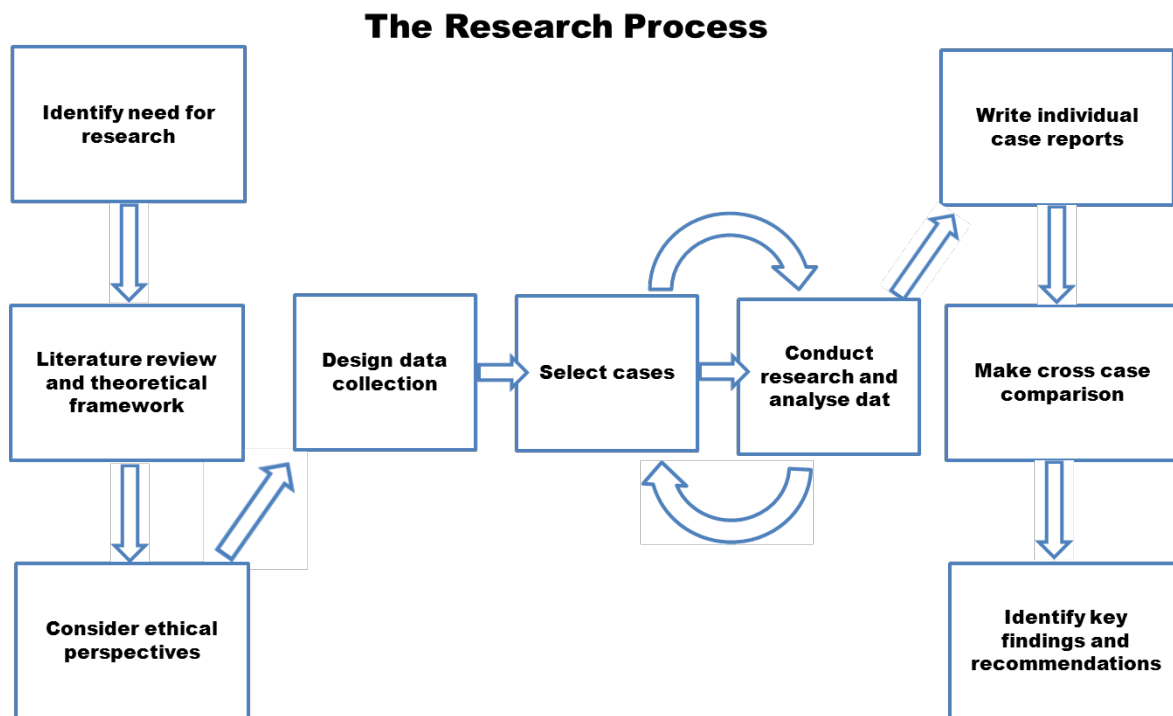 The Research Process
Identify need for
research
Literature review
and theoretical
framework
Consider ethical
perspectives
Design data
collection
Select cases
Conduct
research and
analyse dat
Write individual
case reports
Make cross case
comparison
Identify key
findings and
recommendations